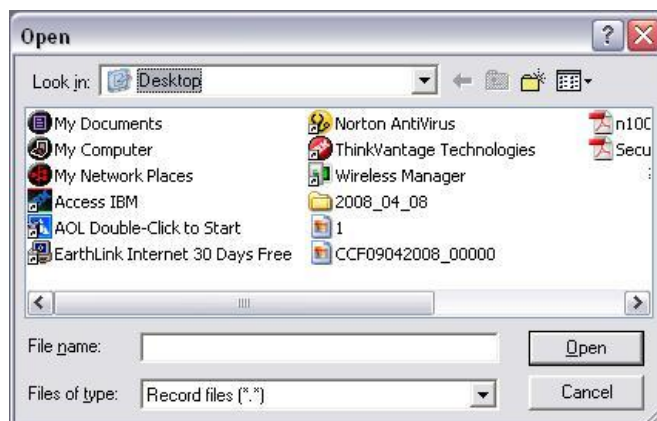 Open
Look in: Desktop
My Documents
My Computer
My Network Places
Access IBM
AOL Double-Click to Start
EarthLink Internet 30 Days Free
Norton AntiVirus
ThinkVantage Technologies
Wireless Manager
2008_04_08
1
CCF09042008_00000
n100
Secu
File name:
Open
Files of type: Record files (*.*)
Cancel